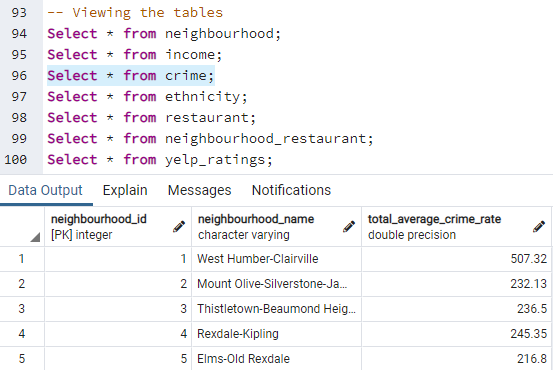 93 -- Viewing the tables
94 Select * from neighbourhood;
95 Select * from income;
96 Select * from crime;
97 Select * from ethnicity;
98 Select * from restaurant;
99 Select * from neighbourhood_restaurant;
100 Select * from yelp_ratings;
Data Output Explain Messages Notifications
neighbourhood_id neighbourhood_name total_average_crime_rate
[PK] integer character varying double precision
1 1 West Humber-Clairville 507.32
2 2 Mount Olive-Silverstone-Ja... 232.13
3 3 Thistletown-Beaumond Heig... 236.5
4 4 Rexdale-Kipling 245.35
5 5 Elms-Old Rexdale 216.8